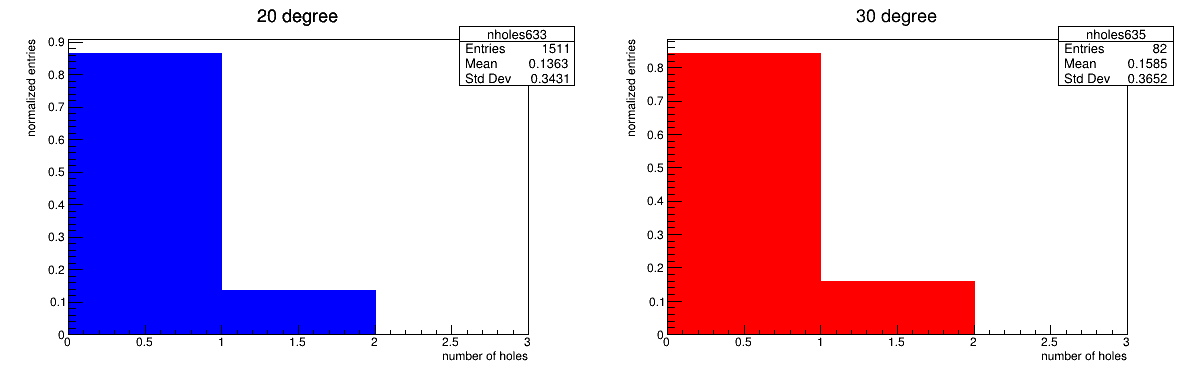 20 degree
nholes633
Entries 1511
Mean 0.1363
Std Dev 0.3431
normalized entries
0.9
0.8
0.7
0.6
0.5
0.4
0.3
0.2
0.1
0
0 0.5 1 1.5 2 2.5 3
number of holes
30 degree
nholes635
Entries 82
Mean 0.1585
Std Dev 0.3652
normalized entries
0.8
0.7
0.6
0.5
0.4
0.3
0.2
0.1
0
0 0.5 1 1.5 2 2.5 3
number of holes